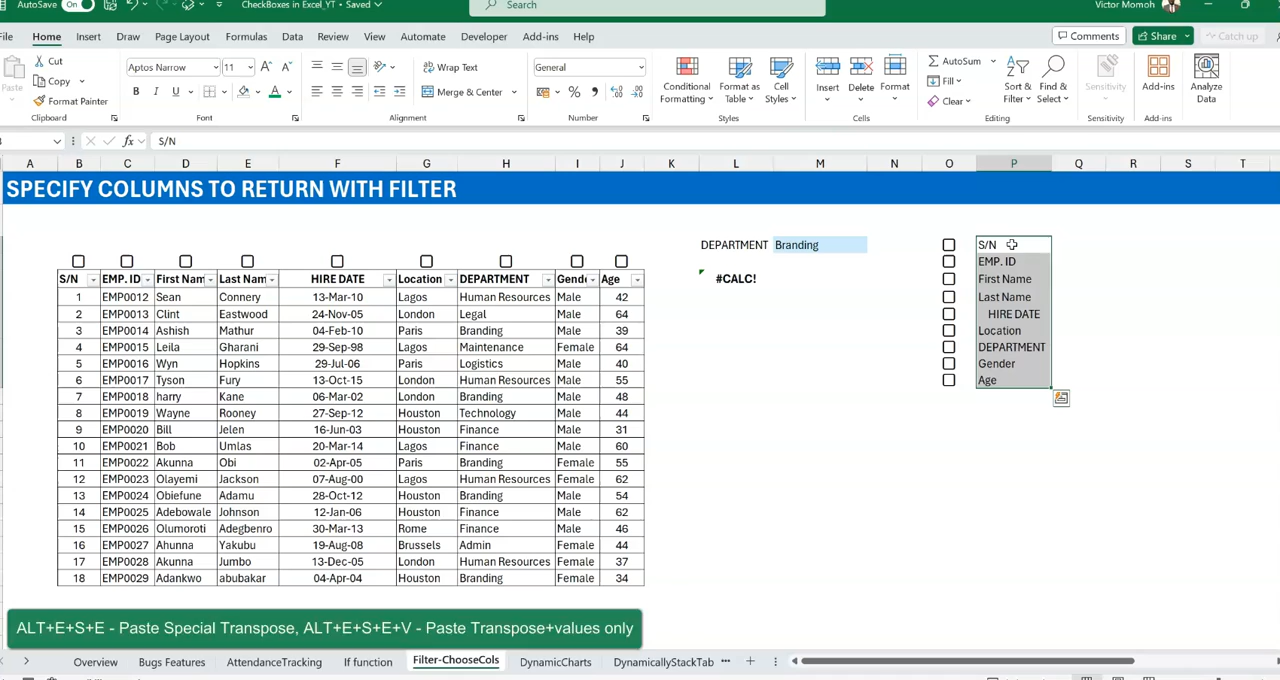 AutoSave On CheckBoxes in Excel_YT • Saved Search Victor Momoh
File Home Insert Draw Page Layout Formulas Data Review View Automate Developer Add-ins Help Comments Share Catch up
Paste Cut Copy Format Painter Clipboard
Aptos Narrow 11 B I U Font
Wrap Text Merge & Center Alignment
General Number
Conditional Formatting Format as Table Cell Styles Styles
Insert Delete Format Cells
AutoSum Fill Clear Sort & Filter Find & Select Editing
Sensitivity Sensitivity
Add-ins Add-ins
Analyze Data
fx S/N
A B C D E F G H I J K L M N O P Q R S T
SPECIFY COLUMNS TO RETURN WITH FILTER
DEPARTMENT Branding
#CALC!
S/N EMP. ID First Nam Last Nam HIRE DATE Location DEPARTMENT Gend Age
1 EMP0012 Sean Connery 13-Mar-10 Lagos Human Resources Male 42
2 EMP0013 Clint Eastwood 24-Nov-05 London Legal Male 64
3 EMP0014 Ashish Mathur 04-Feb-10 Paris Branding Male 39
4 EMP0015 Leila Gharani 29-Sep-98 Lagos Maintenance Female 64
5 EMP0016 Wyn Hopkins 29-Jul-06 Paris Logistics Male 40
6 EMP0017 Tyson Fury 13-Oct-15 London Human Resources Male 55
7 EMP0018 harry Kane 06-Mar-02 London Branding Male 48
8 EMP0019 Wayne Rooney 27-Sep-12 Houston Technology Male 44
9 EMP0020 Bill Jelen 16-Jun-03 Houston Finance Male 31
10 EMP0021 Bob Umlas 20-Mar-14 Lagos Finance Male 60
11 EMP0022 Akunna Obi 02-Apr-05 Paris Branding Female 55
12 EMP0023 Olayemi Jackson 07-Aug-00 Lagos Human Resources Female 62
13 EMP0024 Obiefune Adamu 28-Oct-12 Houston Branding Male 54
14 EMP0025 Adebowale Johnson 12-Jan-06 Houston Finance Male 62
15 EMP0026 Olumoroti Adegbenro 30-Mar-13 Rome Finance Male 46
16 EMP0027 Ahunna Yakubu 19-Aug-08 Brussels Admin Female 44
17 EMP0028 Akunna Jumbo 13-Dec-05 London Human Resources Female 37
18 EMP0029 Adankwo abubakar 04-Apr-04 Houston Branding Female 34
S/N
EMP. ID
First Name
Last Name
HIRE DATE
Location
DEPARTMENT
Gender
Age
ALT+E+S+E - Paste Special Transpose, ALT+E+S+E+V - Paste Transpose+values only
Overview Bugs Features AttendanceTracking If function Filter-ChooseCols DynamicCharts DynamicallyStackTab